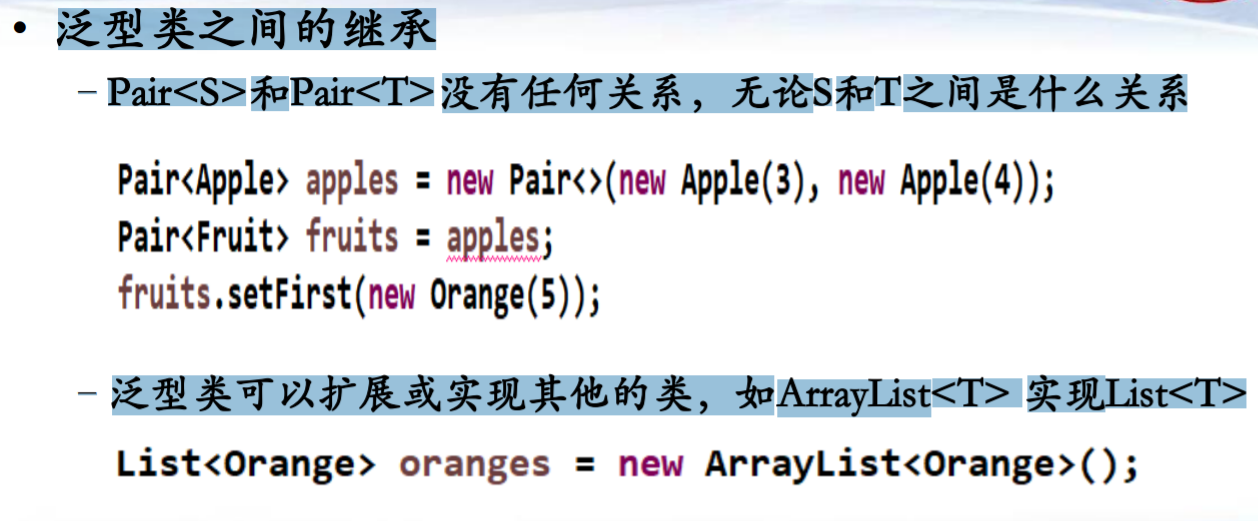 • 泛型类之间的继承
– Pair<S>和Pair<T>没有任何关系，无论S和T之间是什么关系
Pair<Apple> apples = new Pair<>(new Apple(3), new Apple(4));
Pair<Fruit> fruits = apples;
fruits.setFirst(new Orange(5));
– 泛型类可以扩展或实现其他的类，如ArrayList<T> 实现List<T>
List<Orange> oranges = new ArrayList<Orange>();